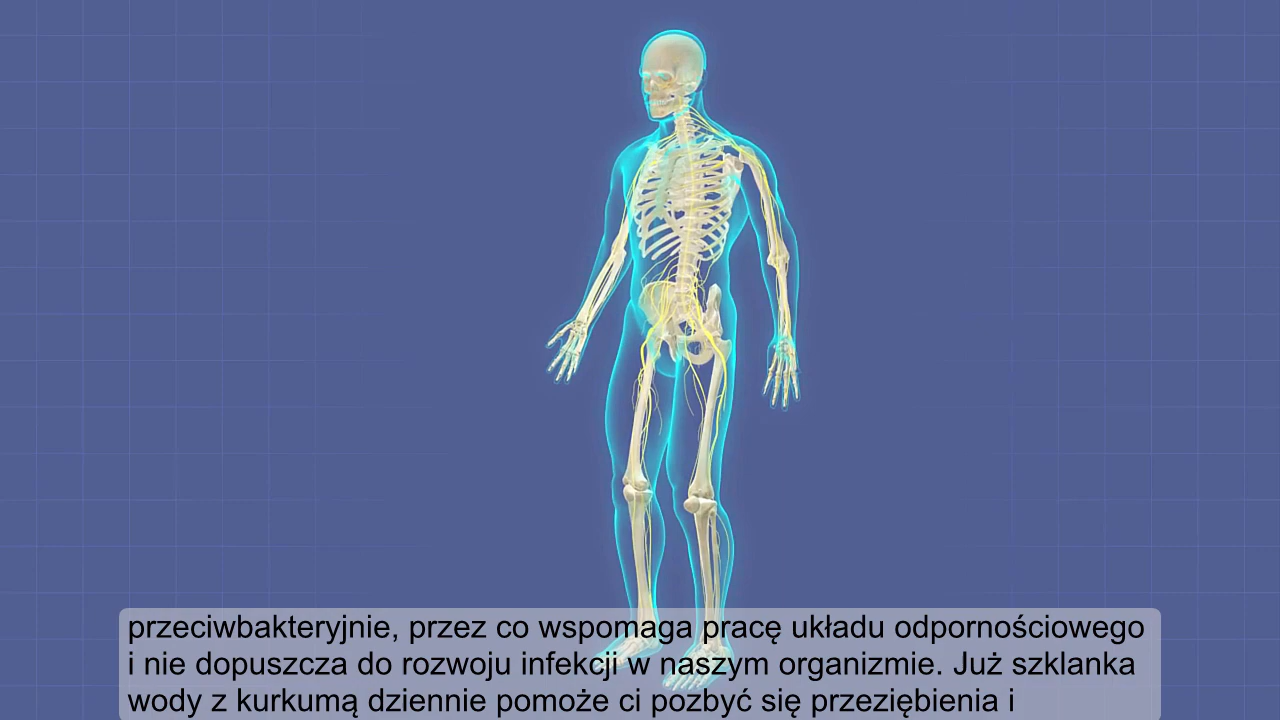 przeciwbakteryjnie, przez co wspomaga pracę układu odpornościowego
i nie dopuszcza do rozwoju infekcji w naszym organizmie. Już szklanka
wody z kurkumą dziennie pomoże ci pozbyć się przeziębienia i